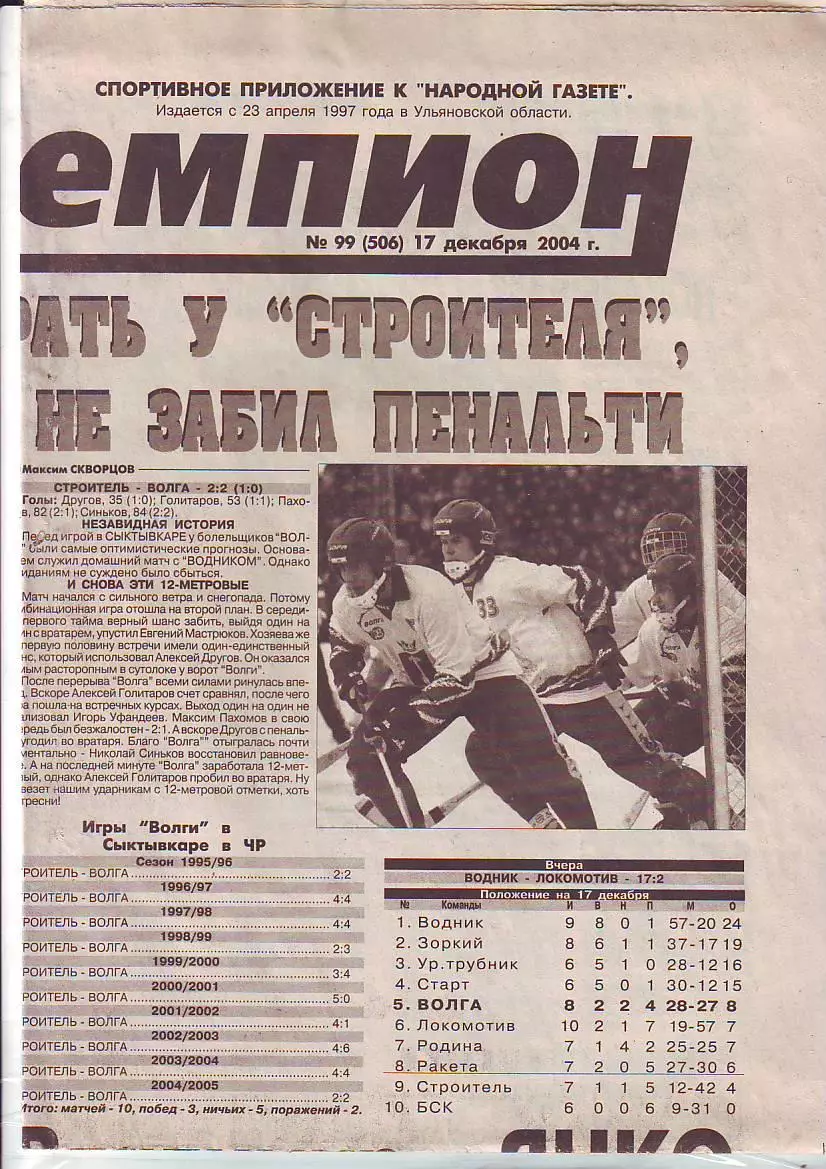 СПОРТИВНОЕ ПРИЛОЖЕНИЕ К "НАРОДНОЙ ГАЗЕТЕ".
Издается с 23 апреля 1997 года в Ульяновской области.
емпион
№ 99 (506) 17 декабря 2004 г.
РАТЬ У "СТРОИТЕЛЯ",
НЕ ЗАБИЛ ПЕНАЛЬТИ
Максим СКВОРЦОВ
СТРОИТЕЛЬ - ВОЛГА - 2:2 (1:0)
Голы: Другов, 35 (1:0); Голитаров, 53 (1:1); Пахо-
в, 82 (2:1); Синьков, 84 (2:2).
НЕЗАВИДНАЯ ИСТОРИЯ
Перед игрой в СЫКТЫВКАРЕ у болельщиков "ВОЛ-
" были самые оптимистические прогнозы. Основа-
ем служил домашний матч с "ВОДНИКОМ". Однако
иданиям не суждено было сбыться.
И СНОВА ЭТИ 12-МЕТРОВЫЕ
Матч начался с сильного ветра и снегопада. Потому
мбинационная игра отошла на второй план. В середи-
первого тайма верный шанс забить, выйдя один на
ин с вратарем, упустил Евгений Мастрюков. Хозяева же
первую половину встречи имели один-единственный
нс, который использовал Алексей Другов. Он оказался
мым расторопным в сутолоке у ворот "Волги".
После перерыва "Волга" всеми силами ринулась впе-
д. Вскоре Алексей Голитаров счет сравнял, после чего
ра пошла на встречных курсах. Выход один на один не
ализовал Игорь Уфандеев. Максим Пахомов в свою
ередь был безжалостен - 2:1. А вскоре Другов с пеналь-
угодил во вратаря. Благо "Волга"" отыгралась почти
ментально - Николай Синьков восстановил равнове-
е. А на последней минуте "Волга" заработала 12-мет-
вый, однако Алексей Голитаров пробил во вратаря. Ну
везет нашим ударникам с 12-метровой отметки, хоть
тресни!
Игры "Волги" в
Сыктывкаре в ЧР
Сезон 1995/96
РОИТЕЛЬ - ВОЛГА 2:2
1996/97
РОИТЕЛЬ - ВОЛГА 4:4
1997/98
РОИТЕЛЬ - ВОЛГА 4:4
1998/99
РОИТЕЛЬ - ВОЛГА 2:3
1999/2000
РОИТЕЛЬ - ВОЛГА 3:4
2000/2001
РОИТЕЛЬ - ВОЛГА 5:0
2001/2002
РОИТЕЛЬ - ВОЛГА 4:1
2002/2003
РОИТЕЛЬ - ВОЛГА 4:6
2003/2004
РОИТЕЛЬ - ВОЛГА 4:4
2004/2005
РОИТЕЛЬ - ВОЛГА 2:2
Итого: матчей - 10, побед - 3, ничьих - 5, поражений - 2.
Вчера
ВОДНИК - ЛОКОМОТИВ - 17:2
Положение на 17 декабря
№ Команды И В Н П М О
1. Водник 9 8 0 1 57-20 24
2. Зоркий 8 6 1 1 37-17 19
3. Ур.трубник 6 5 1 0 28-12 16
4. Старт 6 5 0 1 30-12 15
5. ВОЛГА 8 2 2 4 28-27 8
6. Локомотив 10 2 1 7 19-57 7
7. Родина 7 1 4 2 25-25 7
8. Ракета 7 2 0 5 27-30 6
9. Строитель 7 1 1 5 12-42 4
10. БСК 6 0 0 6 9-31 0
33